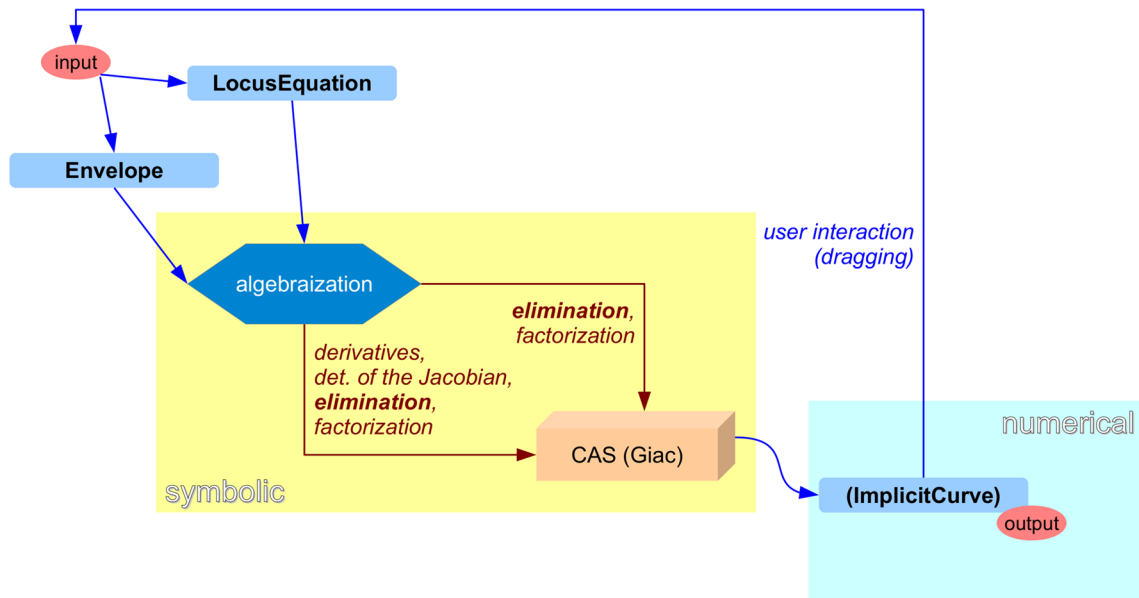 input
LocusEquation
Envelope
user interaction
(dragging)
algebraization
elimination,
factorization
derivatives,
det. of the Jacobian,
elimination,
factorization
numerical
CAS (Giac)
symbolic
(ImplicitCurve)
output